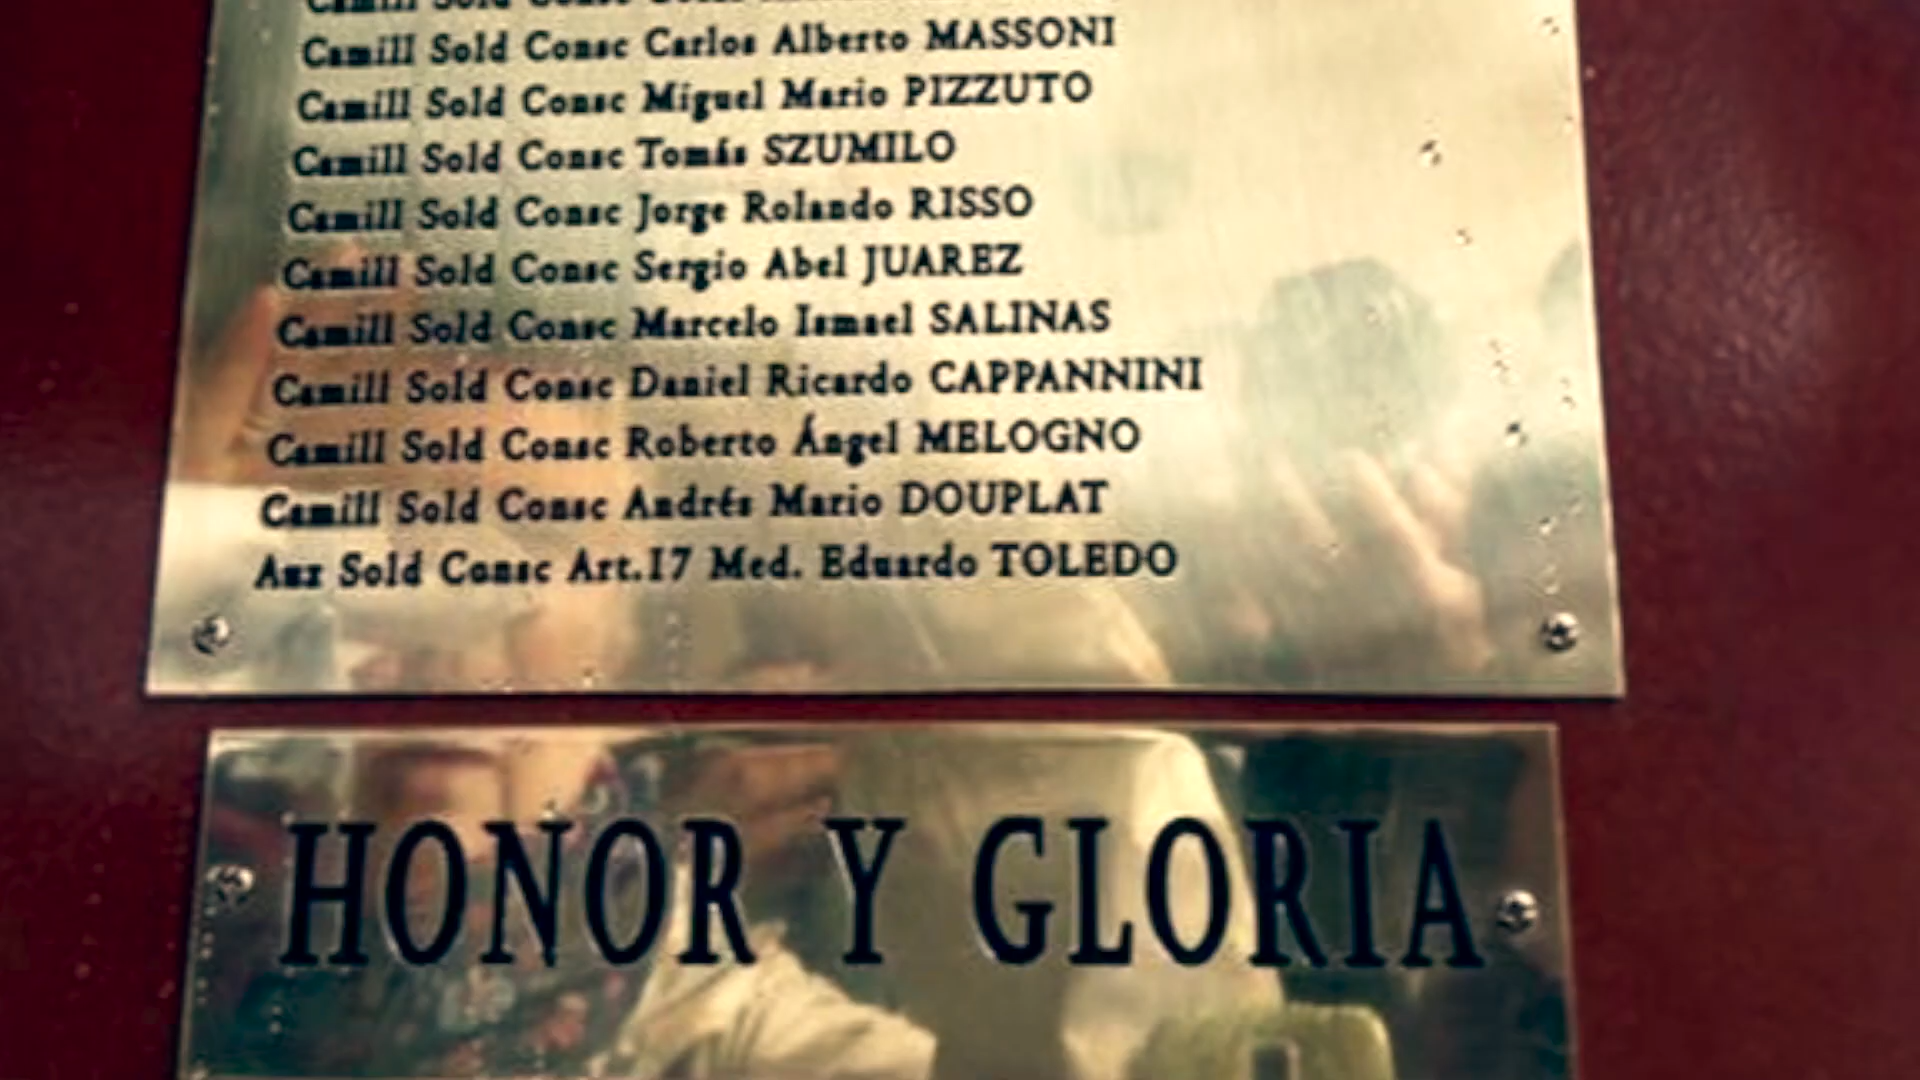 Camill Sold Consc
Camill Sold Consc Carlos Alberto MASSONI
Camill Sold Consc Miguel Mario PIZZUTO
Camill Sold Consc Tomás SZUMILO
Camill Sold Consc Jorge Rolando RISSO
Camill Sold Consc Sergio Abel JUAREZ
Camill Sold Consc Marcelo Ismael SALINAS
Camill Sold Consc Daniel Ricardo CAPPANNINI
Camill Sold Consc Roberto Ángel MELOGNO
Camill Sold Consc Andrés Mario DOUPLAT
Aux Sold Consc Art.17 Med. Eduardo TOLEDO
HONOR Y GLORIA